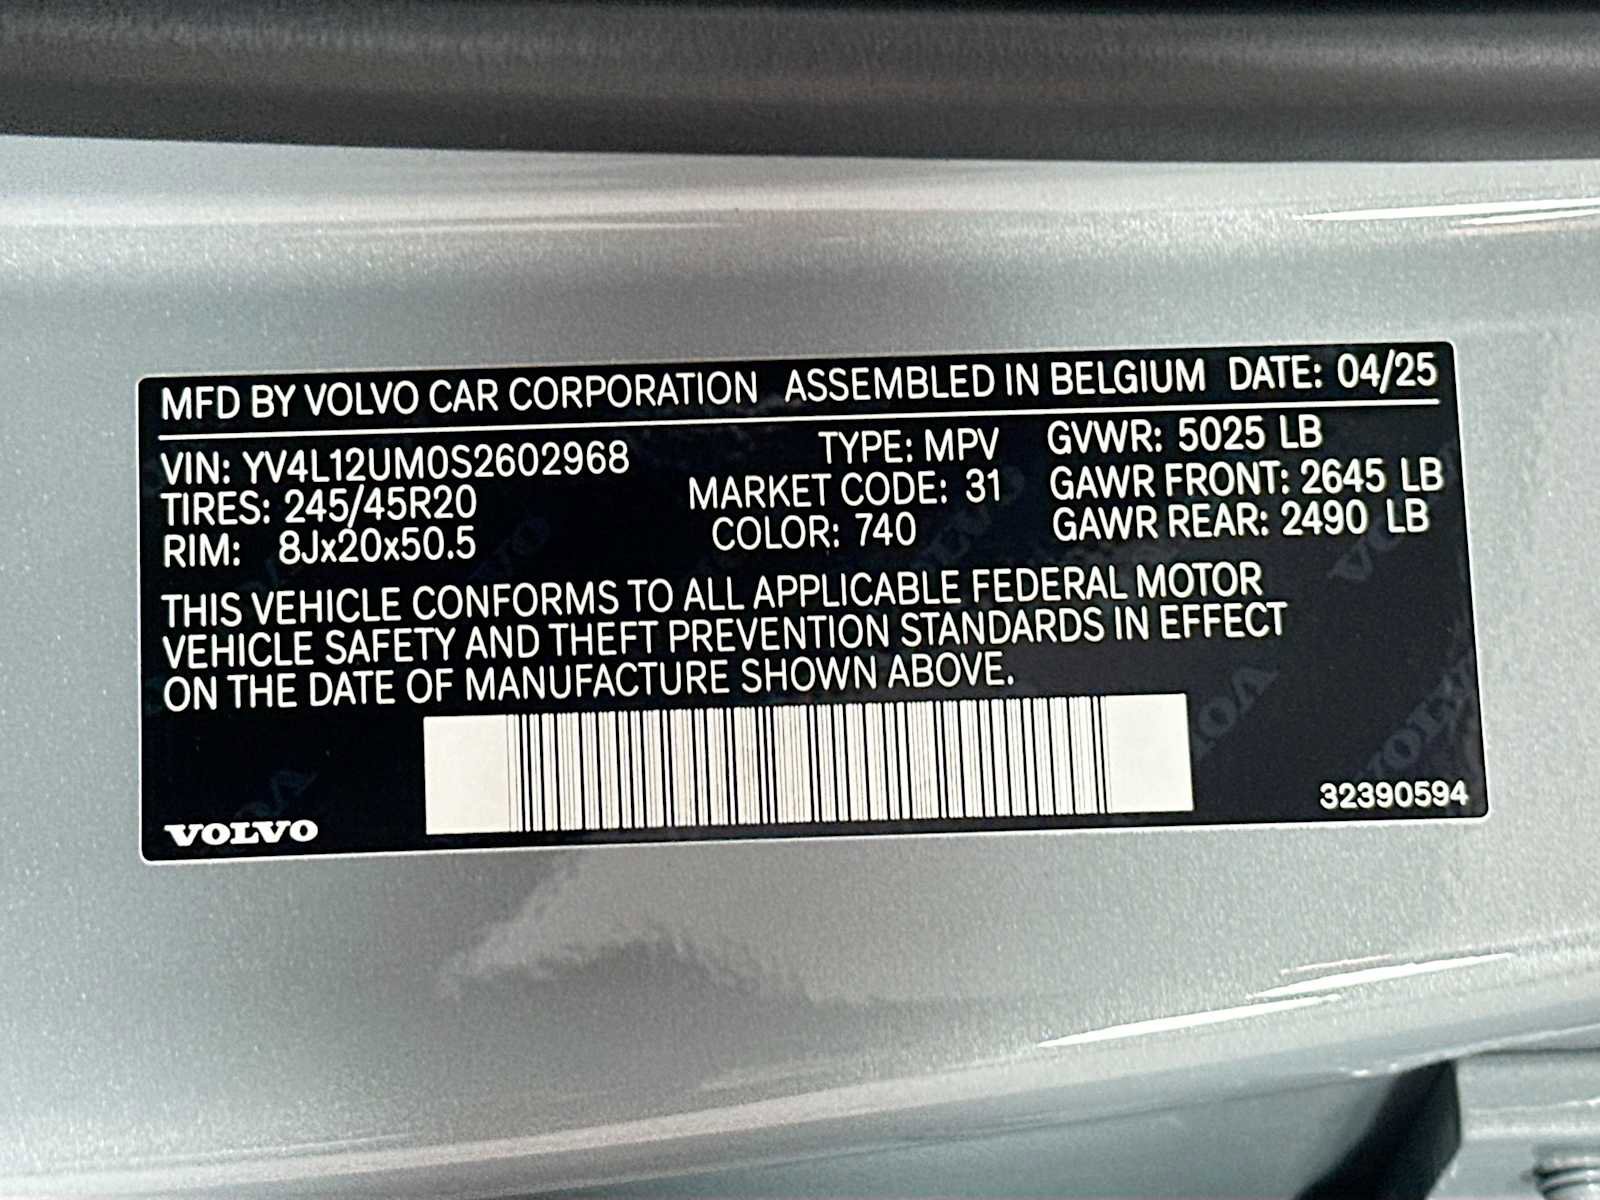 MFD BY VOLVO CAR CORPORATION ASSEMBLED IN BELGIUM DATE: 04/25
VIN: YV4L12UM0S2602968 TYPE: MPV GVWR: 5025 LB
TIRES: 245/45R20 MARKET CODE: 31 GAWR FRONT: 2645 LB
RIM: 8Jx20x50.5 COLOR: 740 GAWR REAR: 2490 LB
THIS VEHICLE CONFORMS TO ALL APPLICABLE FEDERAL MOTOR
VEHICLE SAFETY AND THEFT PREVENTION STANDARDS IN EFFECT
ON THE DATE OF MANUFACTURE SHOWN ABOVE.
VOLVO 32390594